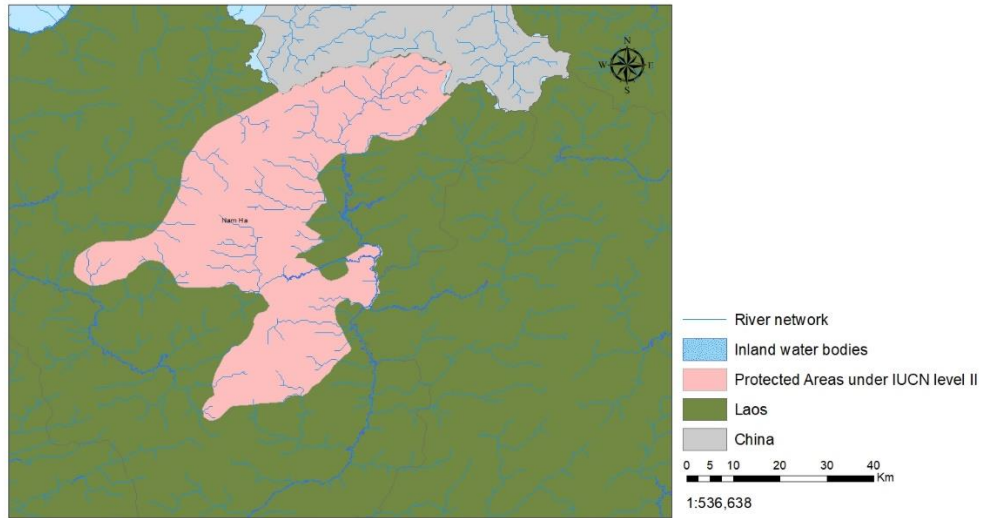 N
W E
S
Nam Ha
River network
Inland water bodies
Protected Areas under IUCN level II
Laos
China
0 5 10 20 30 40
Km
1:536,638